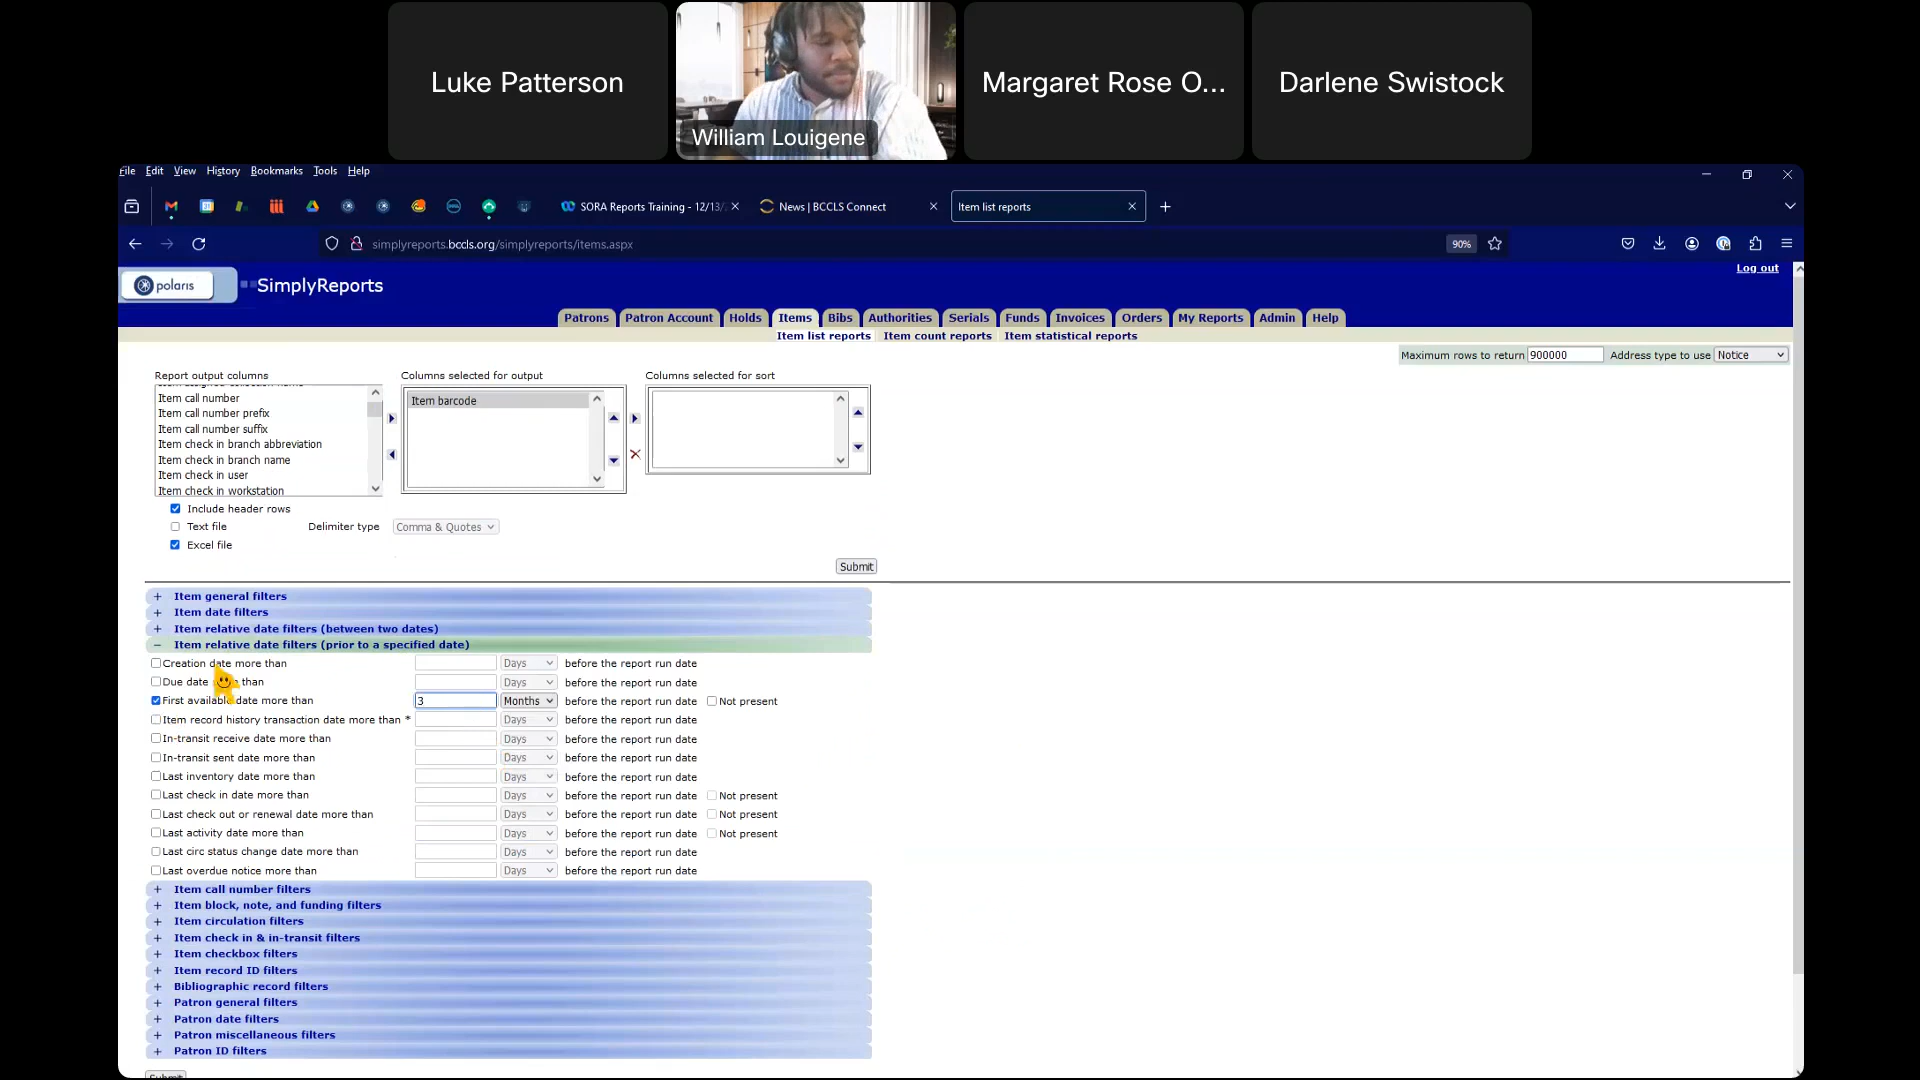 Luke Patterson
William Louigene
Margaret Rose O...
Darlene Swistock
File Edit View History Bookmarks Tools Help
SORA Reports Training - 12/13/
News | BCCLS Connect
Item list reports
simplyreports.bccls.org/simplyreports/items.aspx
90%
polaris
SimplyReports
Log out
Patrons Patron Account Holds Items Bibs Authorities Serials Funds Invoices Orders My Reports Admin Help
Item list reports Item count reports Item statistical reports
Maximum rows to return 900000 Address type to use Notice
Report output columns
Item call number
Item call number prefix
Item call number suffix
Item check in branch abbreviation
Item check in branch name
Item check in user
Item check in workstation
Columns selected for output
Item barcode
Columns selected for sort
Include header rows
Text file Delimiter type Comma & Quotes
Excel file
Submit
+ Item general filters
+ Item date filters
+ Item relative date filters (between two dates)
− Item relative date filters (prior to a specified date)
Creation date more than Days before the report run date
Due date than Days before the report run date
First available date more than 3 Months before the report run date Not present
Item record history transaction date more than * Days before the report run date
In-transit receive date more than Days before the report run date
In-transit sent date more than Days before the report run date
Last inventory date more than Days before the report run date
Last check in date more than Days before the report run date Not present
Last check out or renewal date more than Days before the report run date Not present
Last activity date more than Days before the report run date Not present
Last circ status change date more than Days before the report run date
Last overdue notice more than Days before the report run date
+ Item call number filters
+ Item block, note, and funding filters
+ Item circulation filters
+ Item check in & in-transit filters
+ Item checkbox filters
+ Item record ID filters
+ Bibliographic record filters
+ Patron general filters
+ Patron date filters
+ Patron miscellaneous filters
+ Patron ID filters
Submit